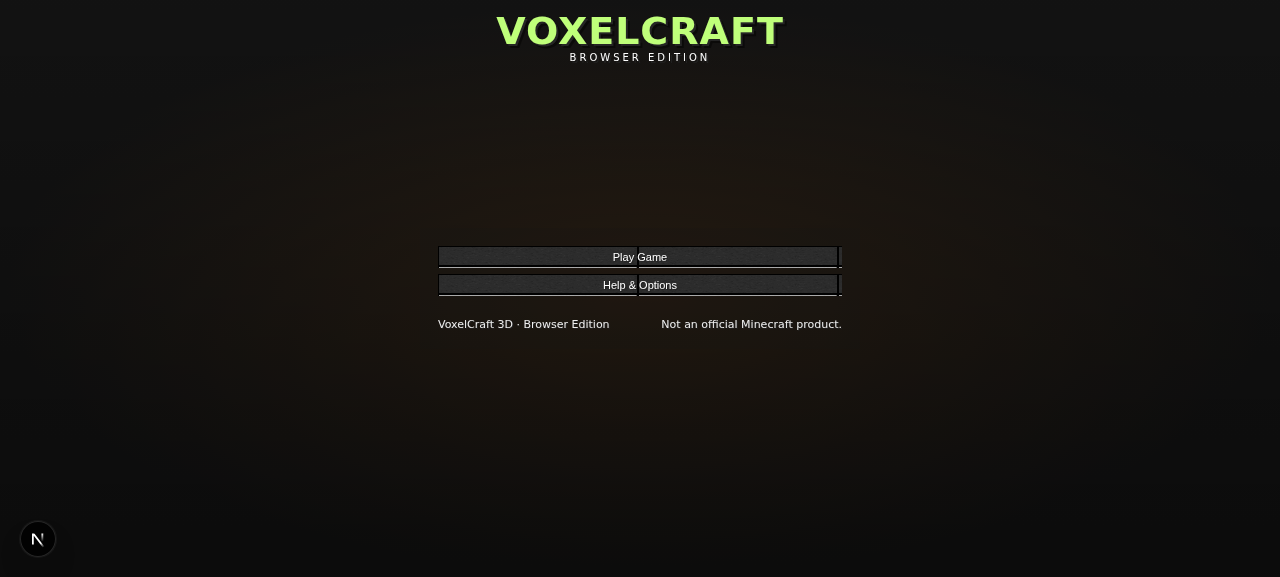 VOXELCRAFT
BROWSER EDITION
Play Game
Help & Options
VoxelCraft 3D · Browser Edition
Not an official Minecraft product.
N